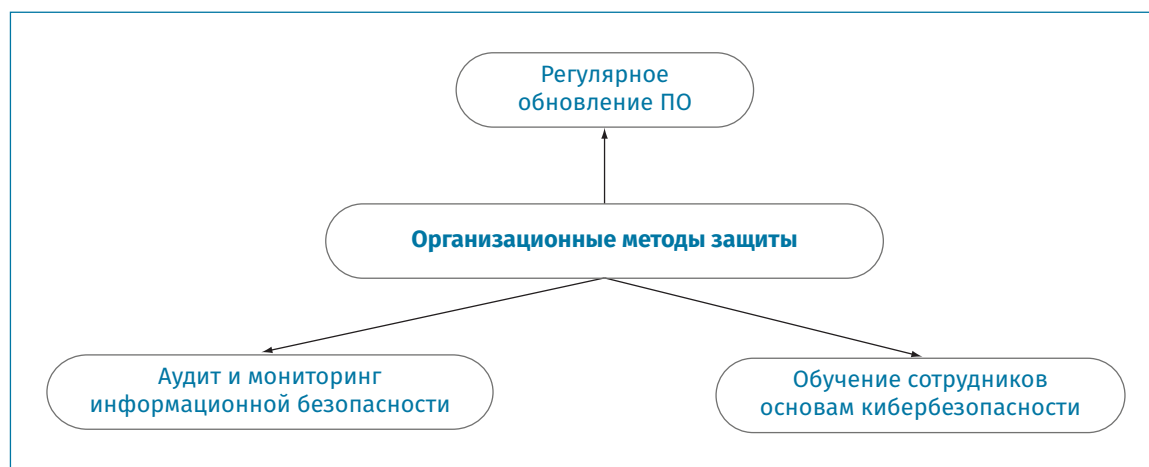 Регулярное
обновление ПО
Организационные методы защиты
Аудит и мониторинг
информационной безопасности
Обучение сотрудников
основам кибербезопасности